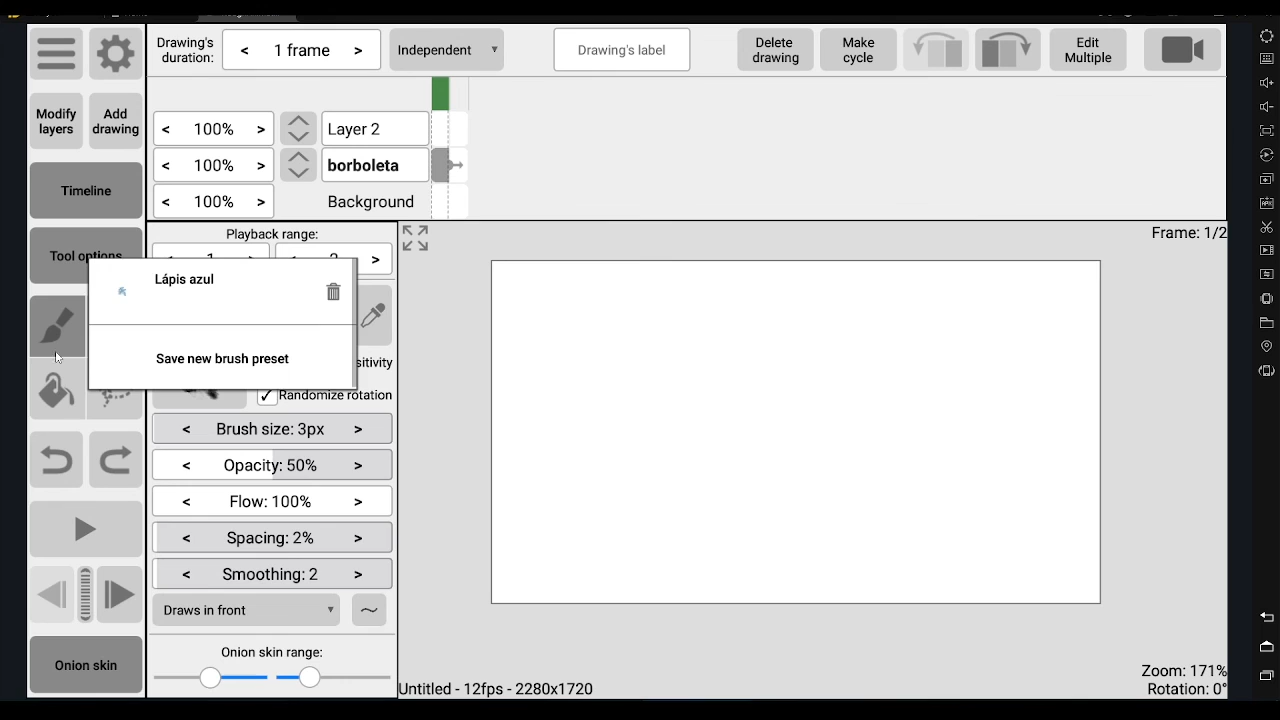 Drawing's
duration:
< 1 frame >
Independent
Drawing's label
Delete
drawing
Make
cycle
Edit
Multiple
Modify
layers
Add
drawing
< 100% >
Layer 2
< 100% >
borboleta
< 100% >
Background
Timeline
Playback range:
Frame: 1/2
Tool options
Lápis azul
Save new brush preset
sitivity
Randomize rotation
< Brush size: 3px >
< Opacity: 50% >
< Flow: 100% >
< Spacing: 2% >
< Smoothing: 2 >
Draws in front
Onion skin range:
Onion skin
Zoom: 171%
Untitled - 12fps - 2280x1720
Rotation: 0°